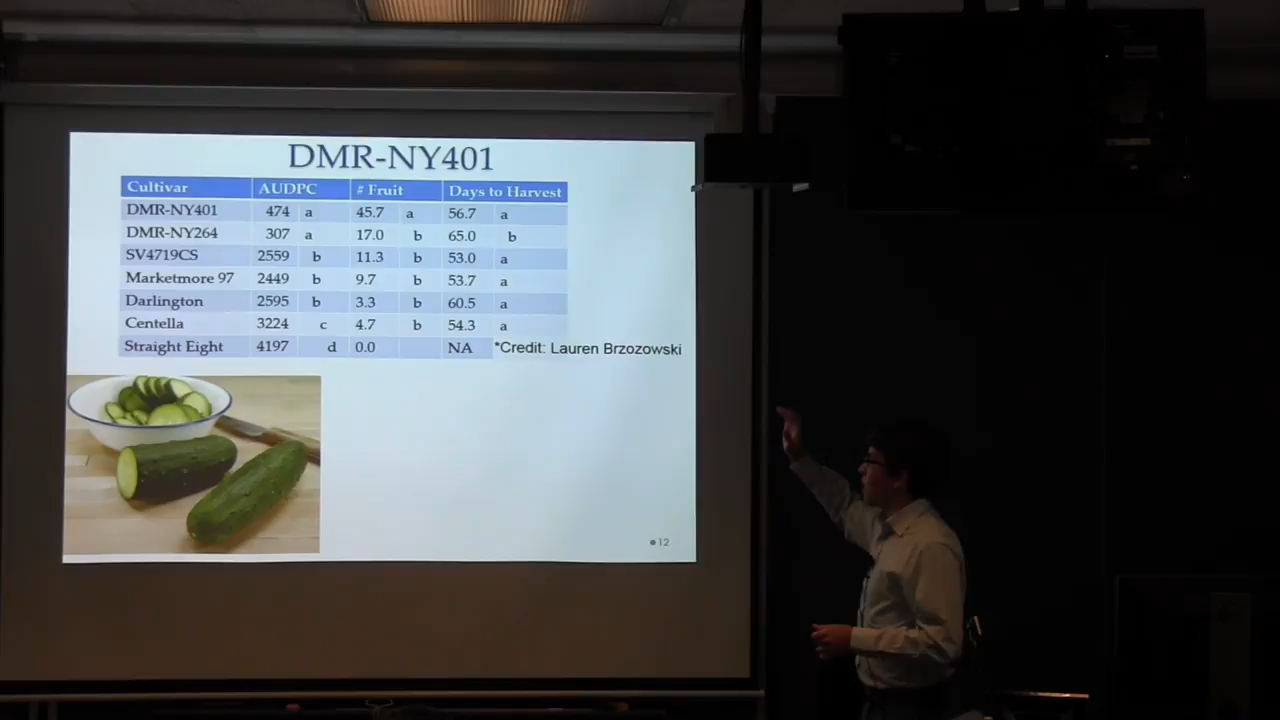 DMR-NY401
Cultivar AUDPC # Fruit Days to Harvest
DMR-NY401 474 a 45.7 a 56.7 a
DMR-NY264 307 a 17.0 b 65.0 b
SV4719CS 2559 b 11.3 b 53.0 a
Marketmore 97 2449 b 9.7 b 53.7 a
Darlington 2595 b 3.3 b 60.5 a
Centella 3224 c 4.7 b 54.3 a
Straight Eight 4197 d 0.0 NA *Credit: Lauren Brzozowski
12